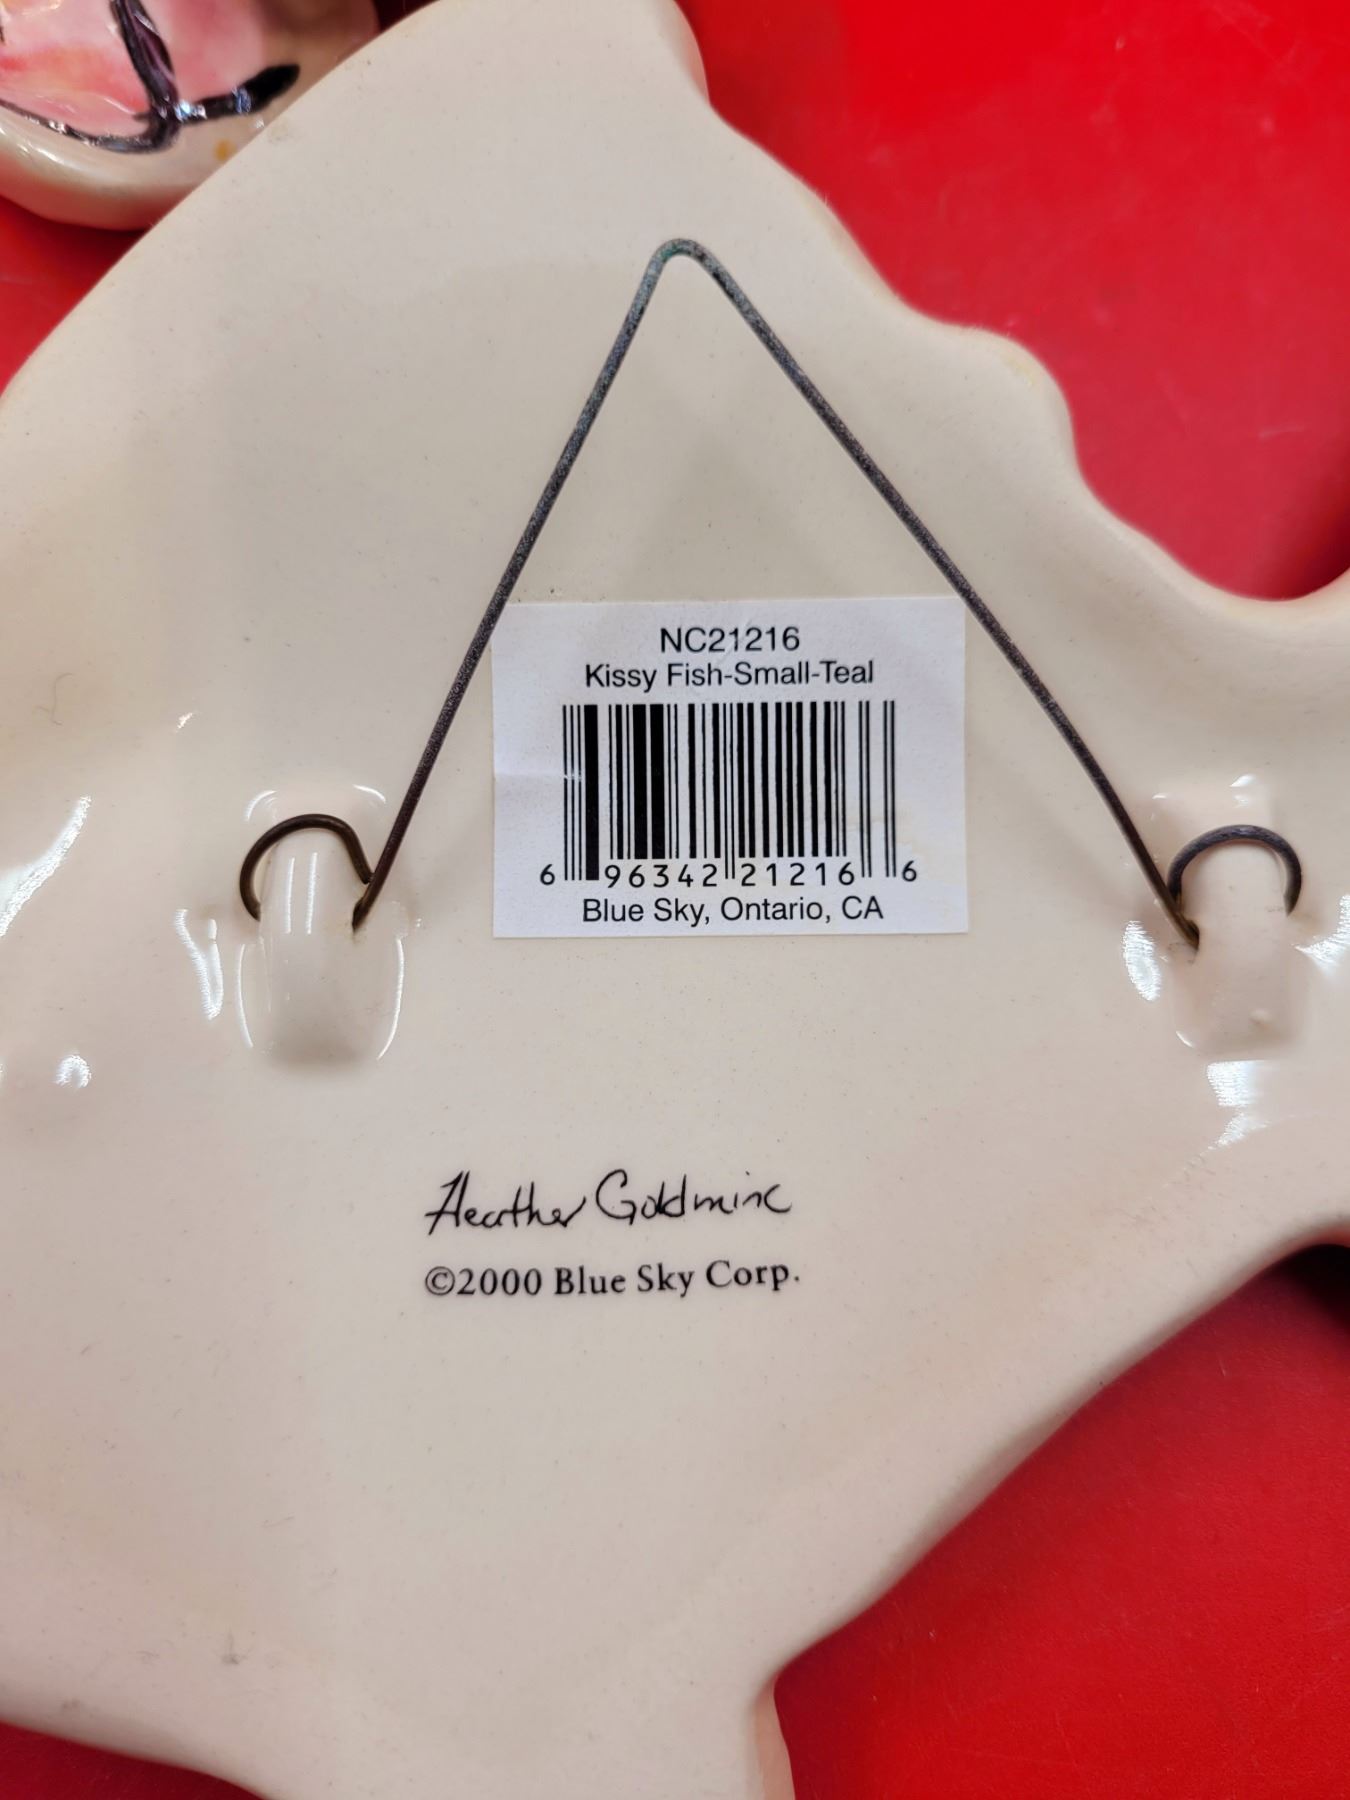 NC21216
Kissy Fish-Small-Teal
6 96342 21216 6
Blue Sky, Ontario, CA
Heather Goldminc
©2000 Blue Sky Corp.